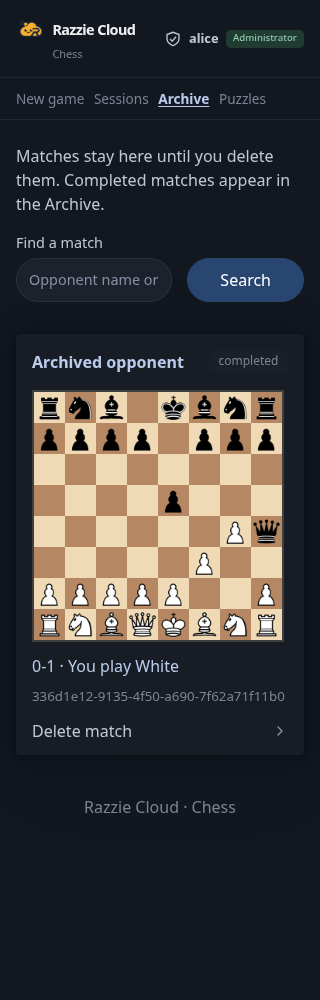 Razzie Cloud
Chess
alice
Administrator
New game Sessions Archive Puzzles
Matches stay here until you delete
them. Completed matches appear in
the Archive.
Find a match
Opponent name or
Search
Archived opponent
completed
0-1 · You play White
336d1e12-9135-4f50-a690-7f62a71f11b0
Delete match
Razzie Cloud · Chess